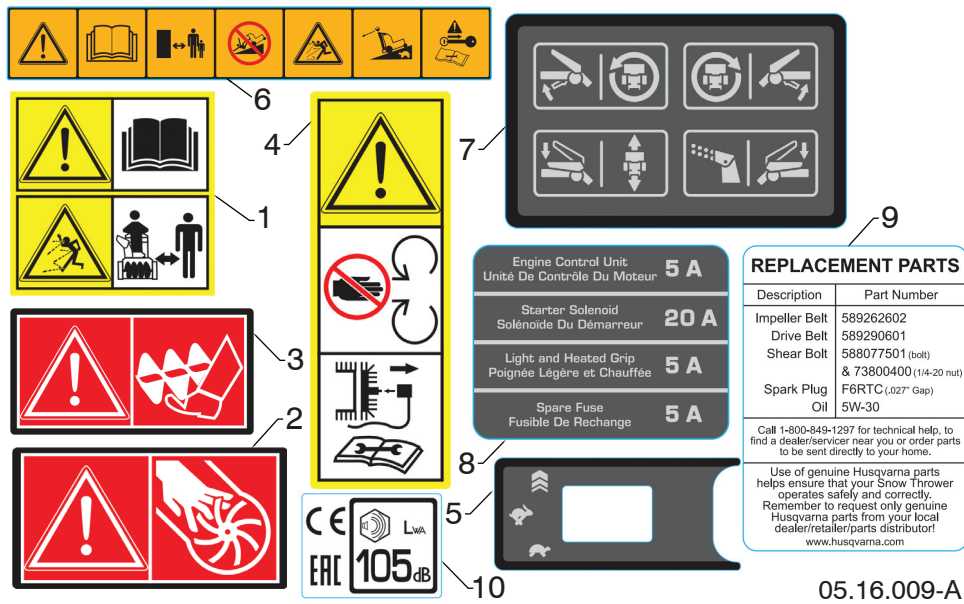 6
1
4
7
9
3
2
8
5
10
Engine Control Unit
Unité De Contrôle Du Moteur 5 A
Starter Solenoid
Solénoïde Du Démarreur 20 A
Light and Heated Grip
Poignée Légère et Chauffée 5 A
Spare Fuse
Fusible De Rechange 5 A
REPLACEMENT PARTS
Description Part Number
Impeller Belt 589262602
Drive Belt 589290601
Shear Bolt 588077501 (bolt)
& 73800400 (1/4-20 nut)
Spark Plug F6RTC (.027" Gap)
Oil 5W-30
Call 1-800-849-1297 for technical help, to
find a dealer/servicer near you or order parts
to be sent directly to your home.
Use of genuine Husqvarna parts
helps ensure that your Snow Thrower
operates safely and correctly.
Remember to request only genuine
Husqvarna parts from your local
dealer/retailer/parts distributor!
www.husqvarna.com
CE LWA
EAC 105 dB
05.16.009-A